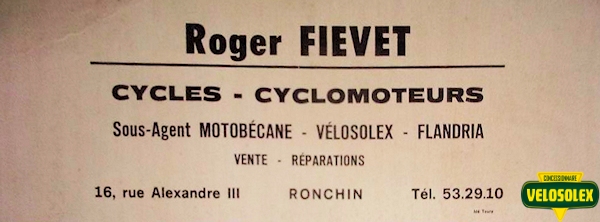 Roger FIEVET
CYCLES - CYCLOMOTEURS
Sous-Agent MOTOBÉCANE - VÉLOSOLEX - FLANDRIA
VENTE - RÉPARATIONS
16, rue Alexandre III RONCHIN Tél. 53.29.10
CONCESSIONNAIRE
VELOSOLEX